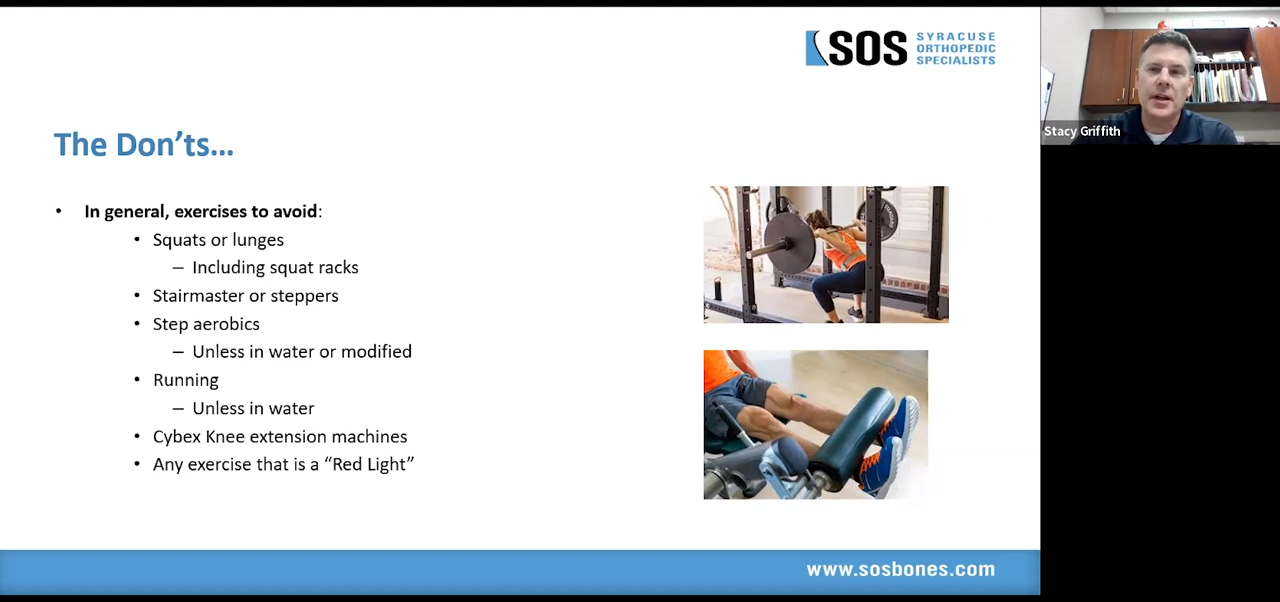 SOS
SYRACUSE
ORTHOPEDIC
SPECIALISTS
Stacy Griffith
The Don’ts…
• In general, exercises to avoid:
• Squats or lunges
– Including squat racks
• Stairmaster or steppers
• Step aerobics
– Unless in water or modified
• Running
– Unless in water
• Cybex Knee extension machines
• Any exercise that is a “Red Light”
www.sosbones.com